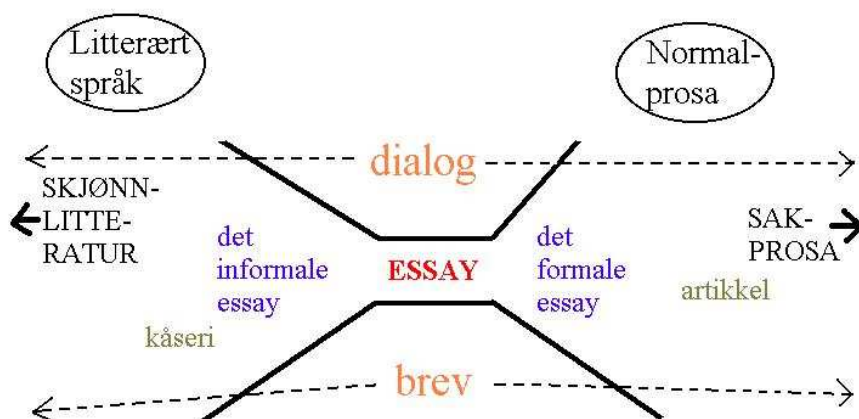 Litterært
språk
Normal-
prosa
dialog
SKJØNN-
LITTE-
RATUR
det
informale
essay
ESSAY
det
formale
essay
SAK-
PROSA
artikkel
kåseri
brev